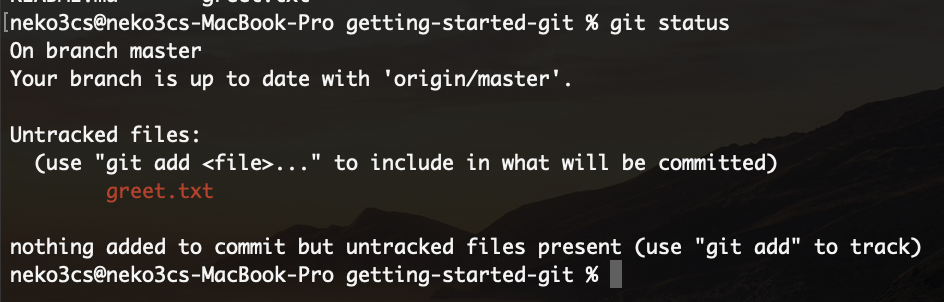 [neko3cs@neko3cs-MacBook-Pro getting-started-git % git status
On branch master
Your branch is up to date with 'origin/master'.
Untracked files:
(use "git add <file>..." to include in what will be committed)
greet.txt
nothing added to commit but untracked files present (use "git add" to track)
neko3cs@neko3cs-MacBook-Pro getting-started-git %